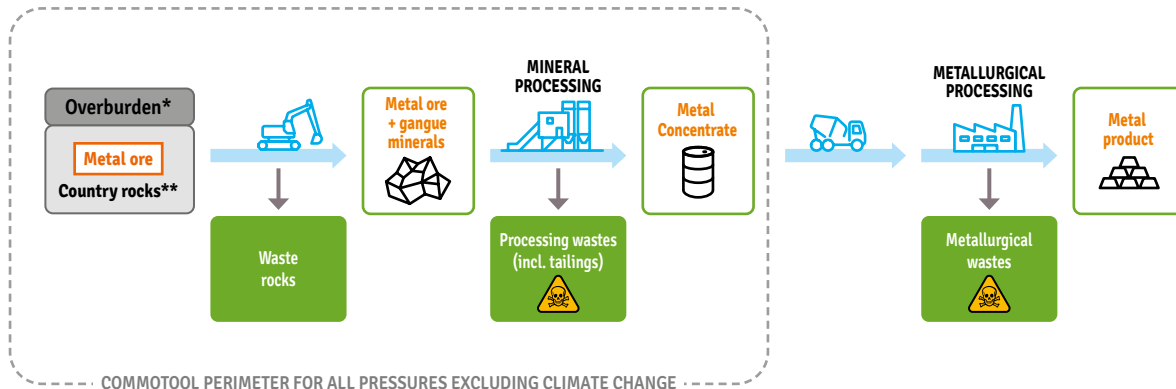 Overburden*
Metal ore
Country rocks**
Waste
rocks
Metal ore
+ gangue
minerals
MINERAL
PROCESSING
Processing wastes
(incl. tailings)
Metal
Concentrate
METALLURGICAL
PROCESSING
Metallurgical
wastes
Metal
product
COMMOTOOL PERIMETER FOR ALL PRESSURES EXCLUDING CLIMATE CHANGE